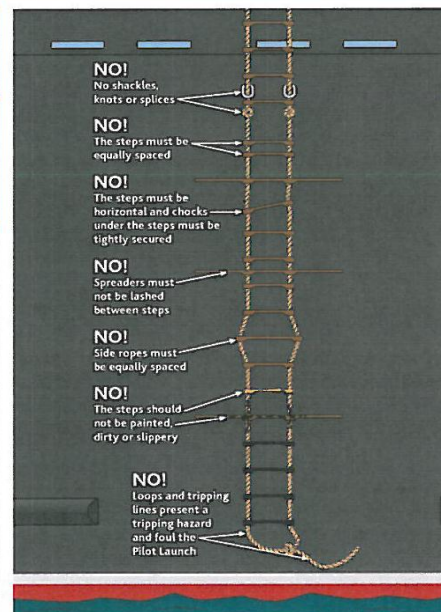 NO!
No shackles,
knots or splices
NO!
The steps must be
equally spaced
NO!
The steps must be
horizontal and chocks
under the steps must be
tightly secured
NO!
Spreaders must
not be lashed
between steps
NO!
Side ropes must
be equally spaced
NO!
The steps should
not be painted,
dirty or slippery
NO!
Loops and tripping
lines present a
tripping hazard
and foul the
Pilot Launch